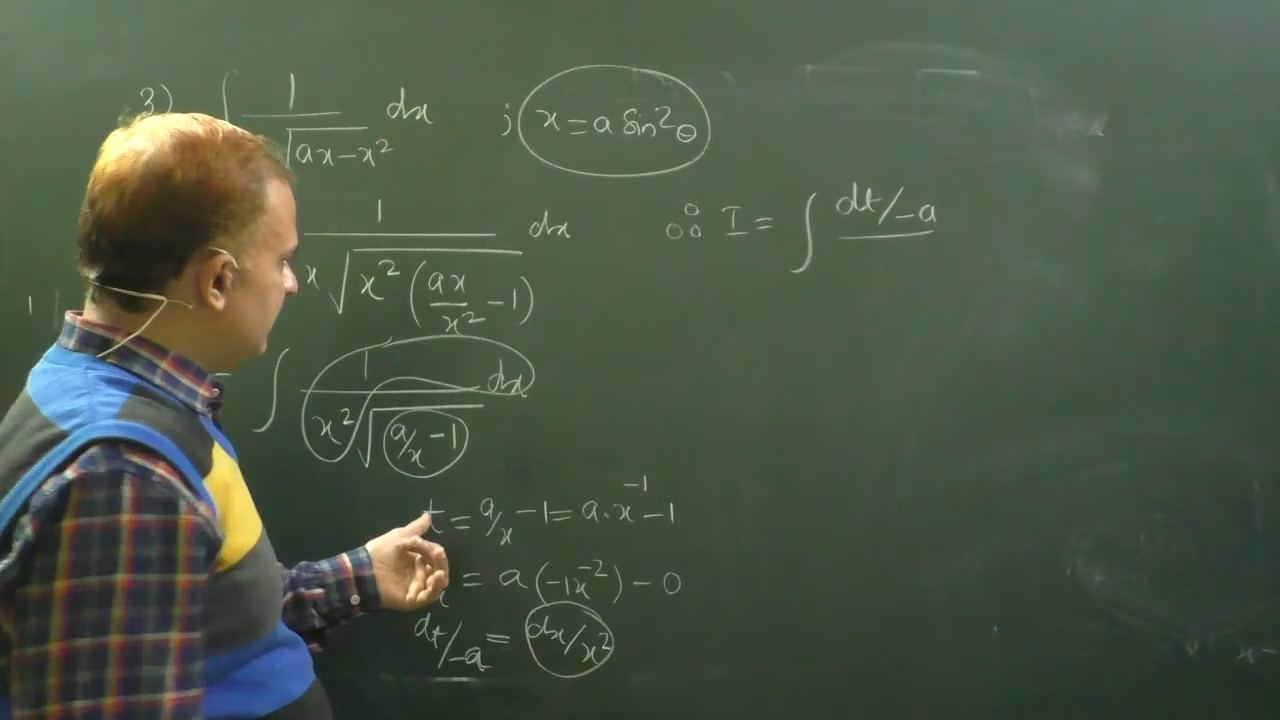 3) ∫ 1/√(ax-x²) dx ; x = a Sin²θ
1/(x√(x²(ax/x² - 1))) dx
∫ 1/(x²√(a/x - 1)) dx
t = a/x - 1 = a.x⁻¹ - 1
= a(-1x⁻²) - 0
dt/-a = dx/x²
∴ I = ∫ dt/-a